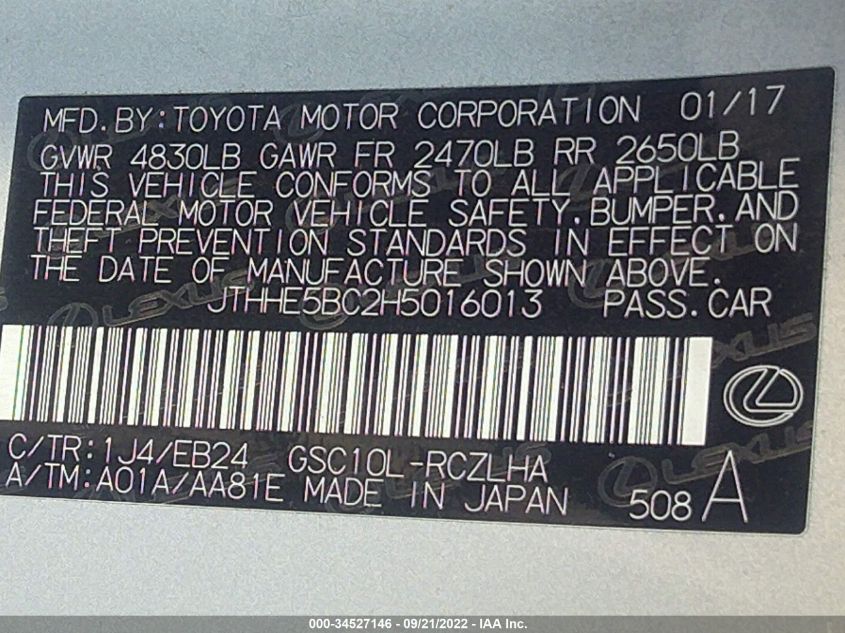 MFD.BY:TOYOTA MOTOR CORPORATION 01/17
GVWR 4830LB GAWR FR 2470LB RR 2650LB
THIS VEHICLE CONFORMS TO ALL APPLICABLE
FEDERAL MOTOR VEHICLE SAFETY, BUMPER, AND
THEFT PREVENTION STANDARDS IN EFFECT ON
THE DATE OF MANUFACTURE SHOWN ABOVE.
JTHHE5BC2H5016013 PASS.CAR
C/TR:1J4/EB24 GSC10L-RCZLHA
A/TM:A01A/AA81E MADE IN JAPAN 508 A
LEXUS
LEXUS
LEXUS
000-34527146 - 09/21/2022 - IAA Inc.